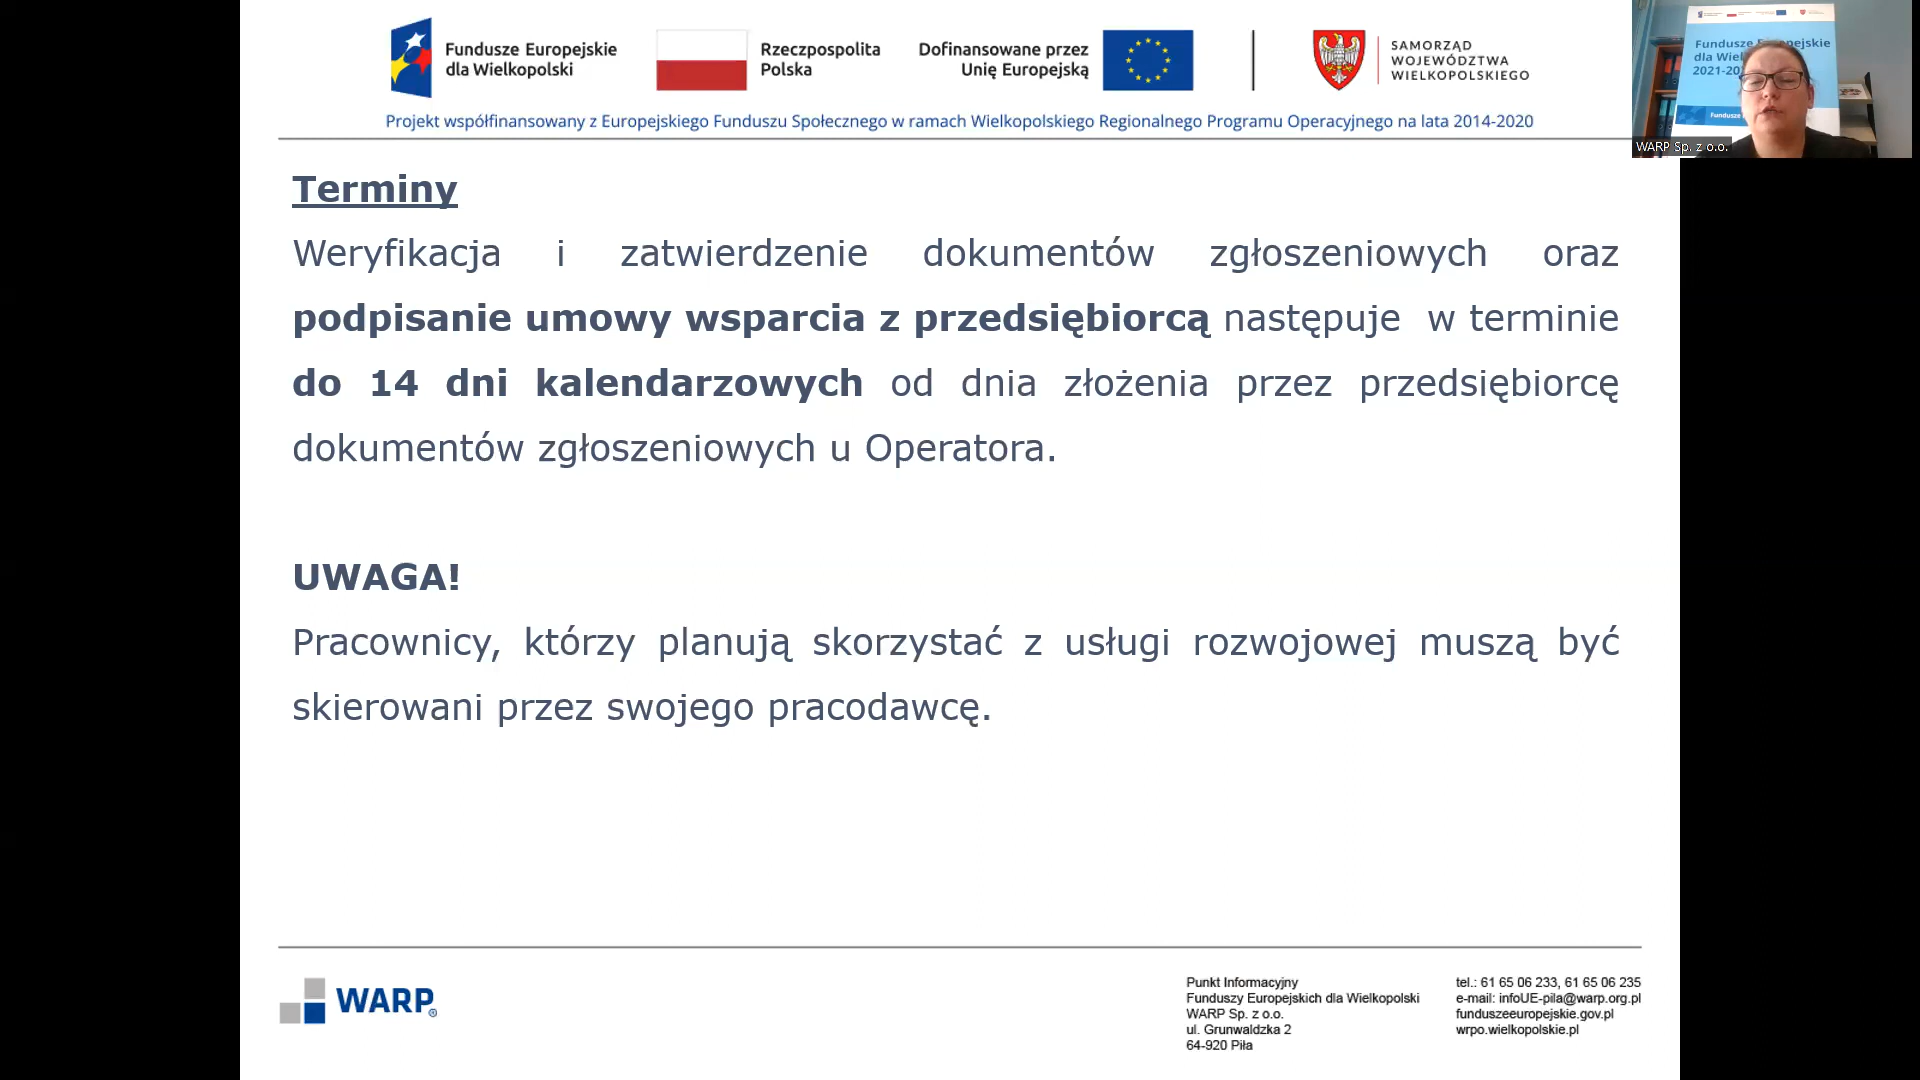 Fundusze Europejskie
dla Wielkopolski
Rzeczpospolita
Polska
Dofinansowane przez
Unię Europejską
SAMORZĄD
WOJEWÓDZTWA
WIELKOPOLSKIEGO
Projekt współfinansowany z Europejskiego Funduszu Społecznego w ramach Wielkopolskiego Regionalnego Programu Operacyjnego na lata 2014-2020
WARP Sp. z o.o.
Terminy
Weryfikacja i zatwierdzenie dokumentów zgłoszeniowych oraz
podpisanie umowy wsparcia z przedsiębiorcą następuje w terminie
do 14 dni kalendarzowych od dnia złożenia przez przedsiębiorcę
dokumentów zgłoszeniowych u Operatora.
UWAGA!
Pracownicy, którzy planują skorzystać z usługi rozwojowej muszą być
skierowani przez swojego pracodawcę.
WARP®
Punkt Informacyjny
Funduszy Europejskich dla Wielkopolski
WARP Sp. z o.o.
ul. Grunwaldzka 2
64-920 Piła
tel.: 61 65 06 233, 61 65 06 235
e-mail: infoUE-pila@warp.org.pl
funduszeeuropejskie.gov.pl
wrpo.wielkopolskie.pl